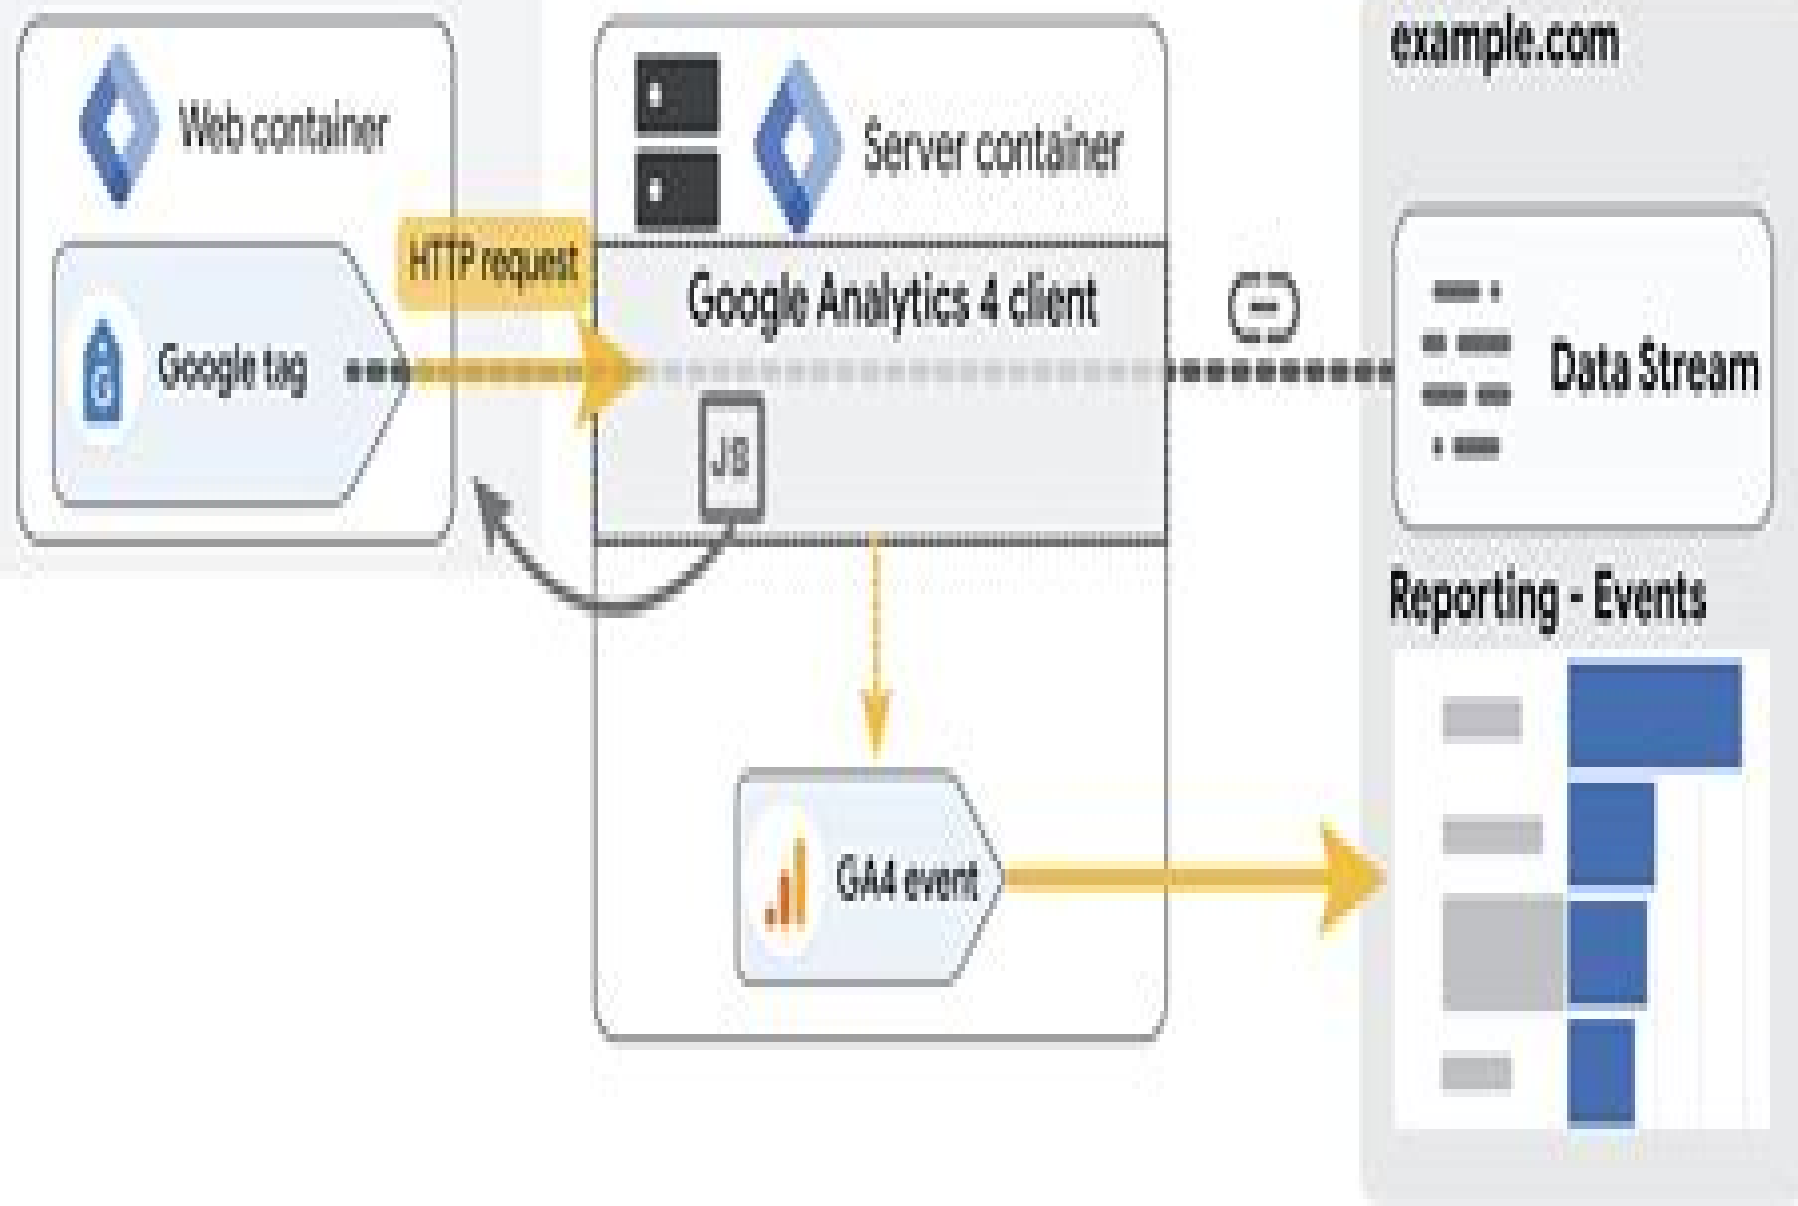 Web container
Google tag
HTTP request
Server container
Google Analytics 4 client
JS
GA4 event
example.com
Data Stream
Reporting - Events